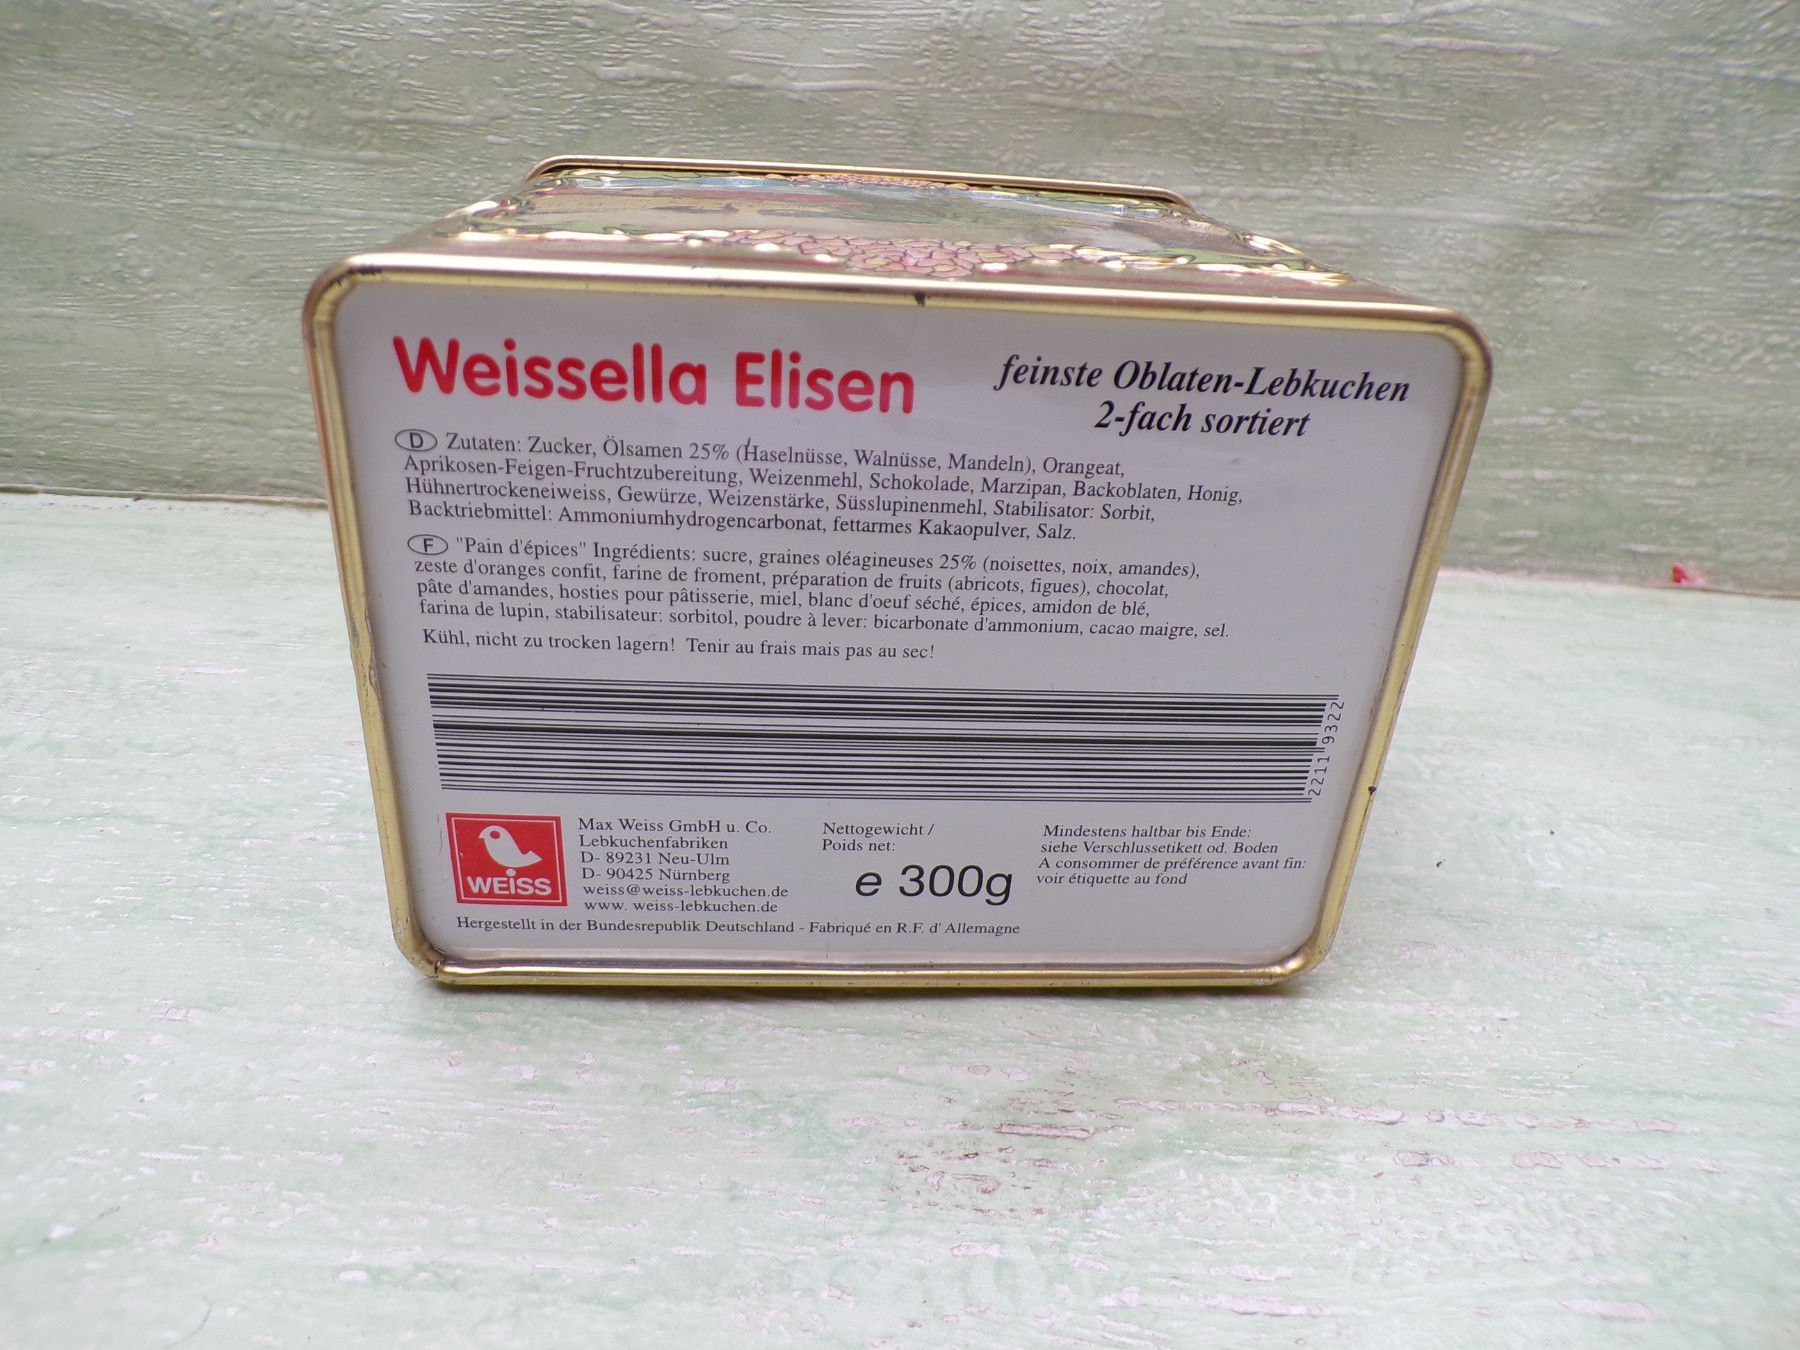 Weissella Elisen
feinste Oblaten-Lebkuchen
2-fach sortiert
D Zutaten: Zucker, Ölsamen 25% (Haselnüsse, Walnüsse, Mandeln), Orangeat,
Aprikosen-Feigen-Fruchtzubereitung, Weizenmehl, Schokolade, Marzipan, Backoblaten, Honig,
Hühnertrockeneiweiss, Gewürze, Weizenstärke, Süsslupinenmehl, Stabilisator: Sorbit,
Backtriebmittel: Ammoniumhydrogencarbonat, fettarmes Kakaopulver, Salz.
F "Pain d'épices" Ingrédients: sucre, graines oléagineuses 25% (noisettes, noix, amandes),
zeste d'oranges confit, farine de froment, préparation de fruits (abricots, figues), chocolat,
pâte d'amandes, hosties pour pâtisserie, miel, blanc d'oeuf séché, épices, amidon de blé,
farina de lupin, stabilisateur: sorbitol, poudre à lever: bicarbonate d'ammonium, cacao maigre, sel.
Kühl, nicht zu trocken lagern! Tenir au frais mais pas au sec!
2211 9322
WEISS
Max Weiss GmbH u. Co.
Lebkuchenfabriken
D- 89231 Neu-Ulm
D- 90425 Nürnberg
weiss@weiss-lebkuchen.de
www. weiss-lebkuchen.de
Nettogewicht /
Poids net:
e 300g
Mindestens haltbar bis Ende:
siehe Verschlussetikett od. Boden
A consommer de préférence avant fin:
voir étiquette au fond
Hergestellt in der Bundesrepublik Deutschland - Fabriqué en R.F. d' Allemagne